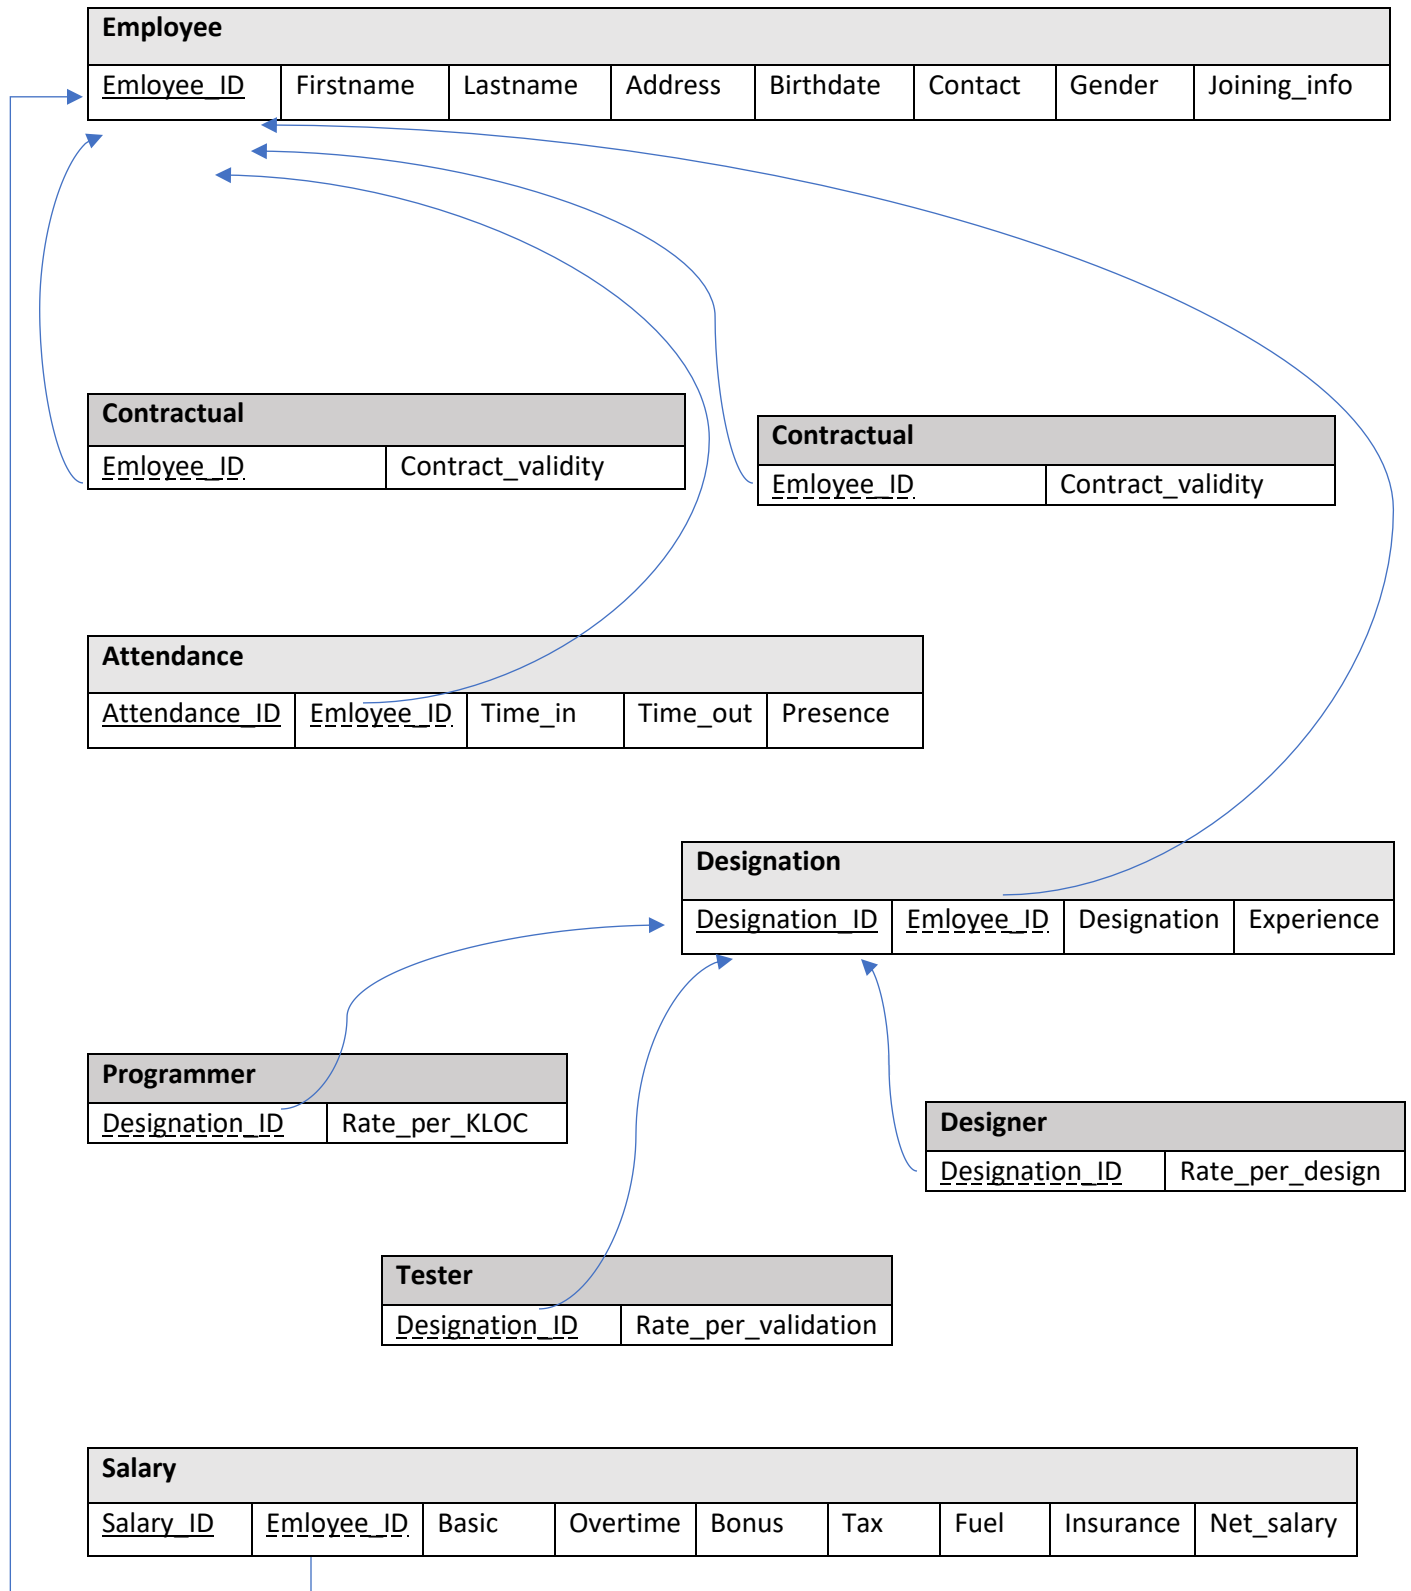 Employee
Emloyee_ID Firstname Lastname Address Birthdate Contact Gender Joining_info
Contractual
Emloyee_ID Contract_validity
Contractual
Emloyee_ID Contract_validity
Attendance
Attendance_ID Emloyee_ID Time_in Time_out Presence
Designation
Designation_ID Emloyee_ID Designation Experience
Programmer
Designation_ID Rate_per_KLOC
Designer
Designation_ID Rate_per_design
Tester
Designation_ID Rate_per_validation
Salary
Salary_ID Emloyee_ID Basic Overtime Bonus Tax Fuel Insurance Net_salary